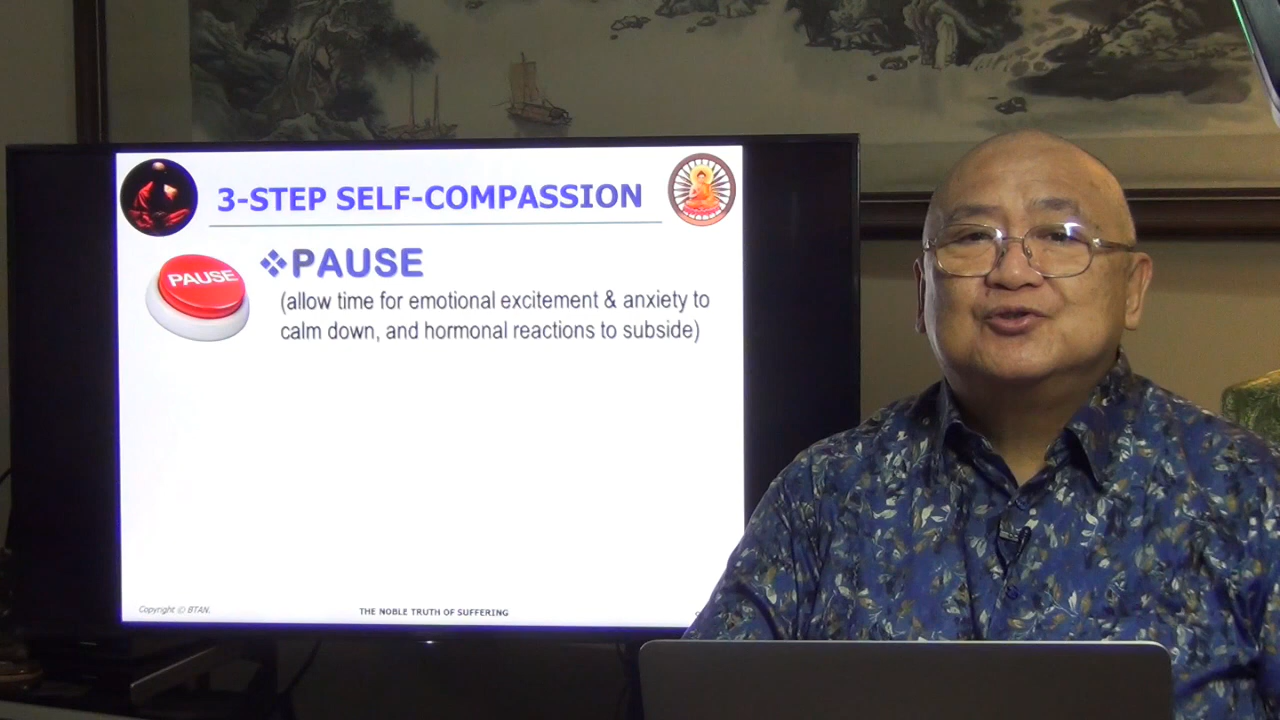 3-STEP SELF-COMPASSION
PAUSE
❖PAUSE
(allow time for emotional excitement & anxiety to
calm down, and hormonal reactions to subside)
Copyright © BTAN.
THE NOBLE TRUTH OF SUFFERING